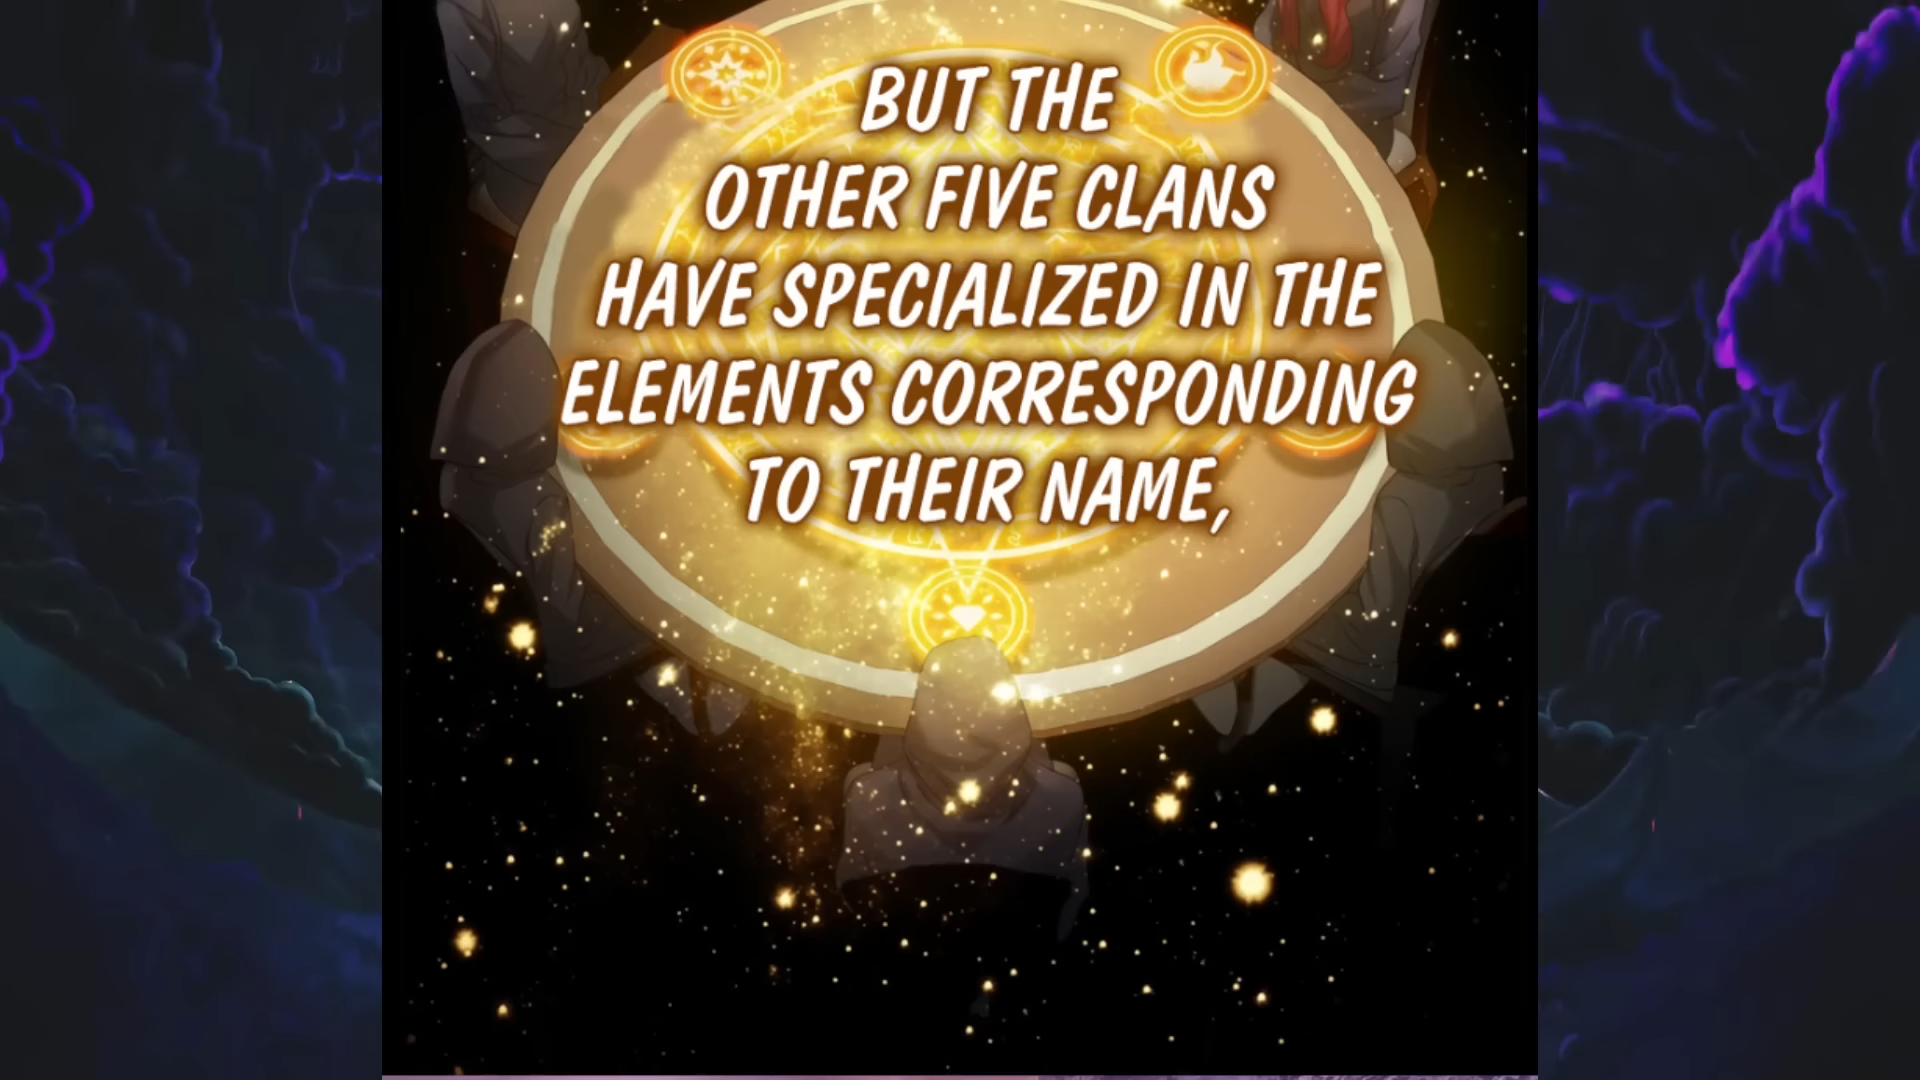 BUT THE
OTHER FIVE CLANS
HAVE SPECIALIZED IN THE
ELEMENTS CORRESPONDING
TO THEIR NAME,